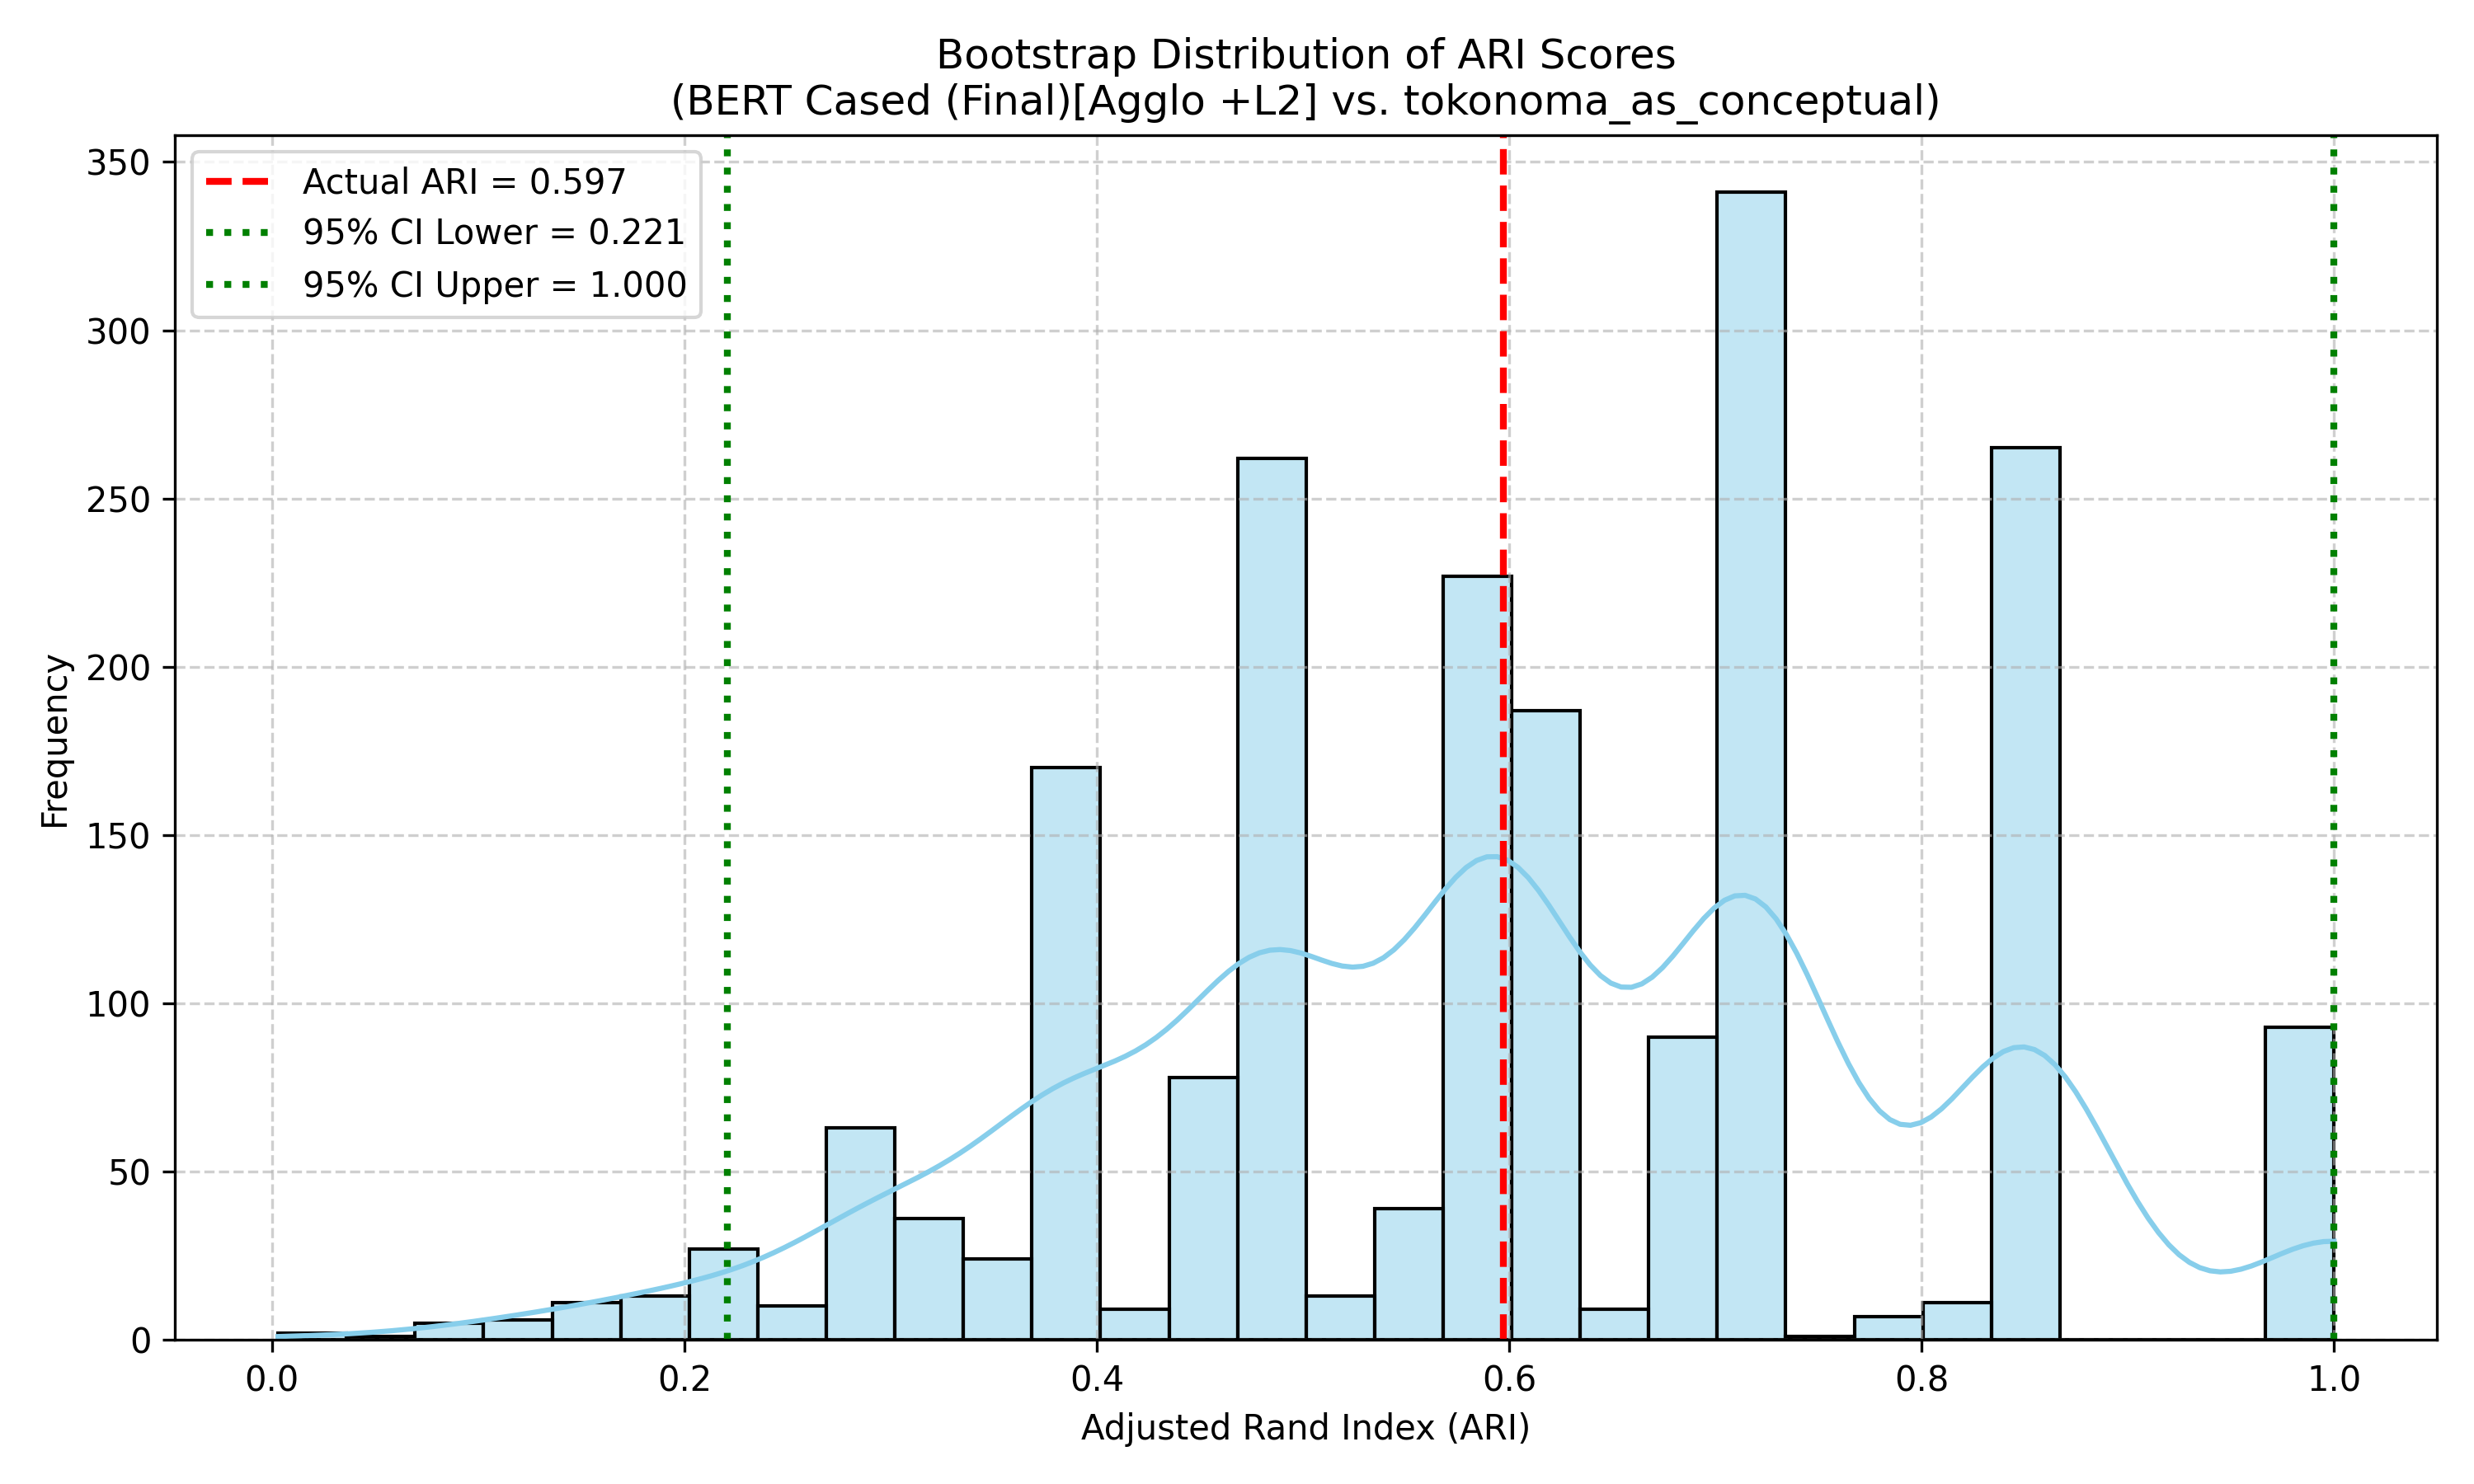 Bootstrap Distribution of ARI Scores
(BERT Cased (Final)[Agglo +L2] vs. tokonoma_as_conceptual)
Actual ARI = 0.597
95% CI Lower = 0.221
95% CI Upper = 1.000
Frequency
350
300
250
200
150
100
50
0
0.0 0.2 0.4 0.6 0.8 1.0
Adjusted Rand Index (ARI)